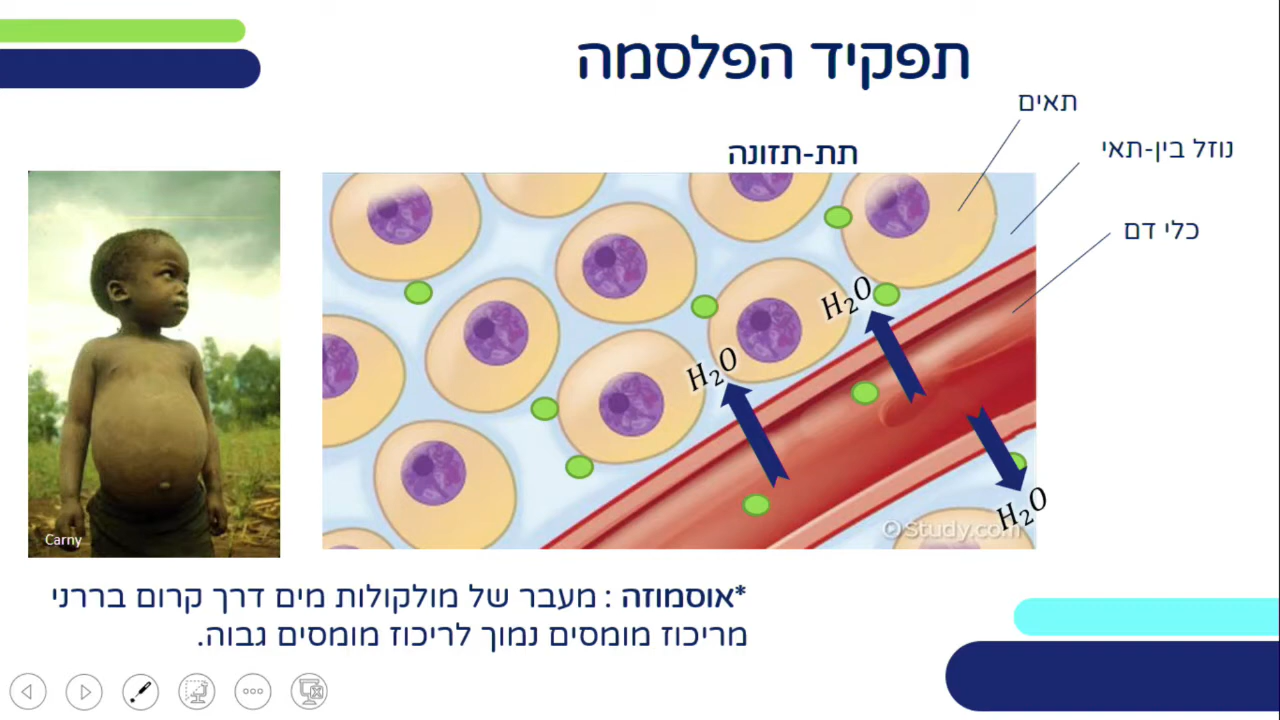 תפקיד הפלסמה
תאים
נוזל בין-תאי
תת-תזונה
כלי דם
H₂O
H₂O
H₂O
© Study.com
Carny
*אוסמוזה : מעבר של מולקולות מים דרך קרום בררני
מריכוז מומסים נמוך לריכוז מומסים גבוה.